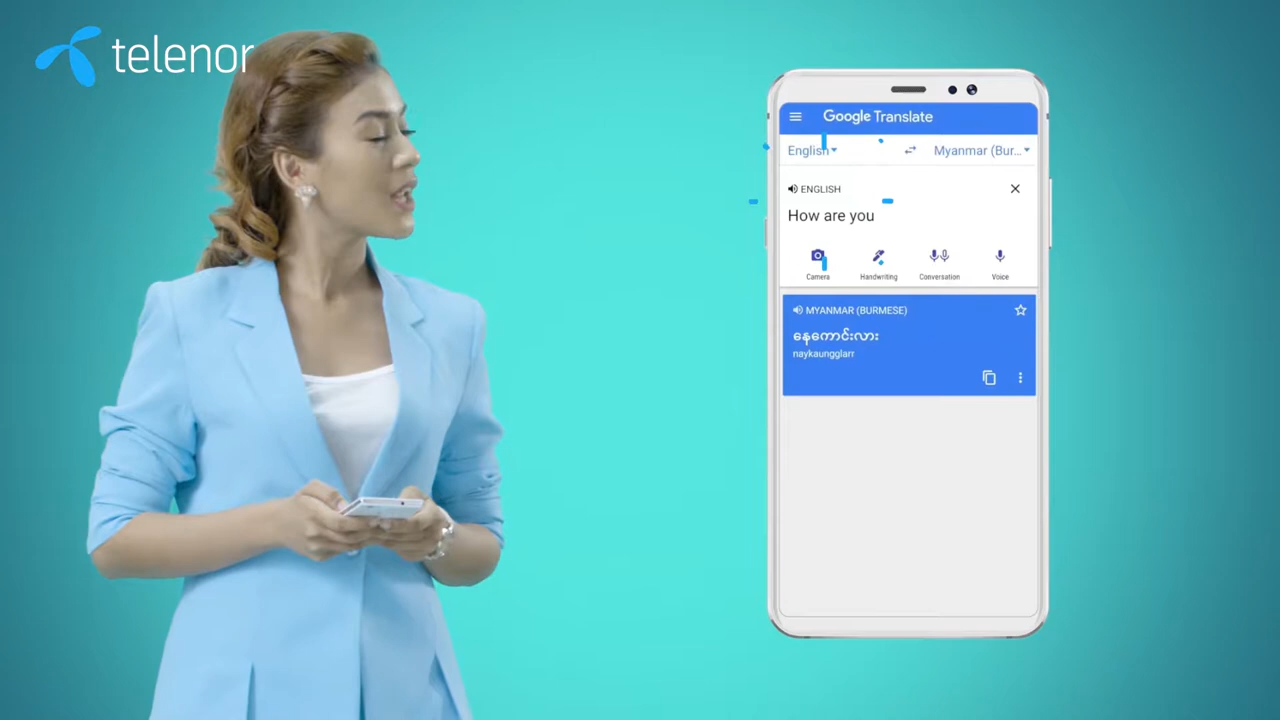 telenor
Google Translate
English
Myanmar (Bur...
ENGLISH
How are you
Camera
Handwriting
Conversation
Voice
MYANMAR (BURMESE)
နေကောင်းလား
naykaungglarr